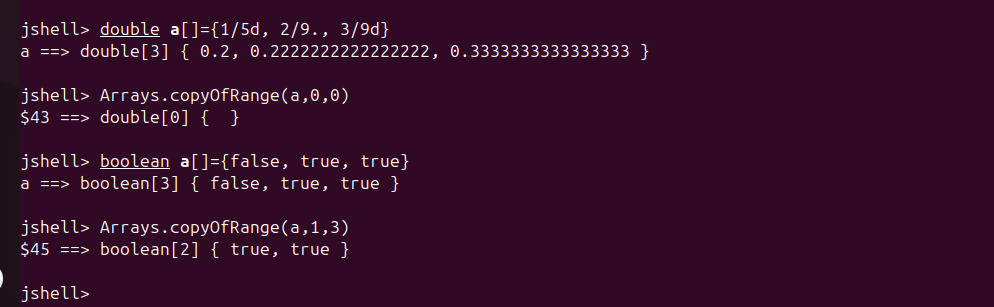 jshell> double a[]={1/5d, 2/9., 3/9d}
a ==> double[3] { 0.2, 0.2222222222222222, 0.3333333333333333 }
jshell> Arrays.copyOfRange(a,0,0)
$43 ==> double[0] {  }
jshell> boolean a[]={false, true, true}
a ==> boolean[3] { false, true, true }
jshell> Arrays.copyOfRange(a,1,3)
$45 ==> boolean[2] { true, true }
jshell>